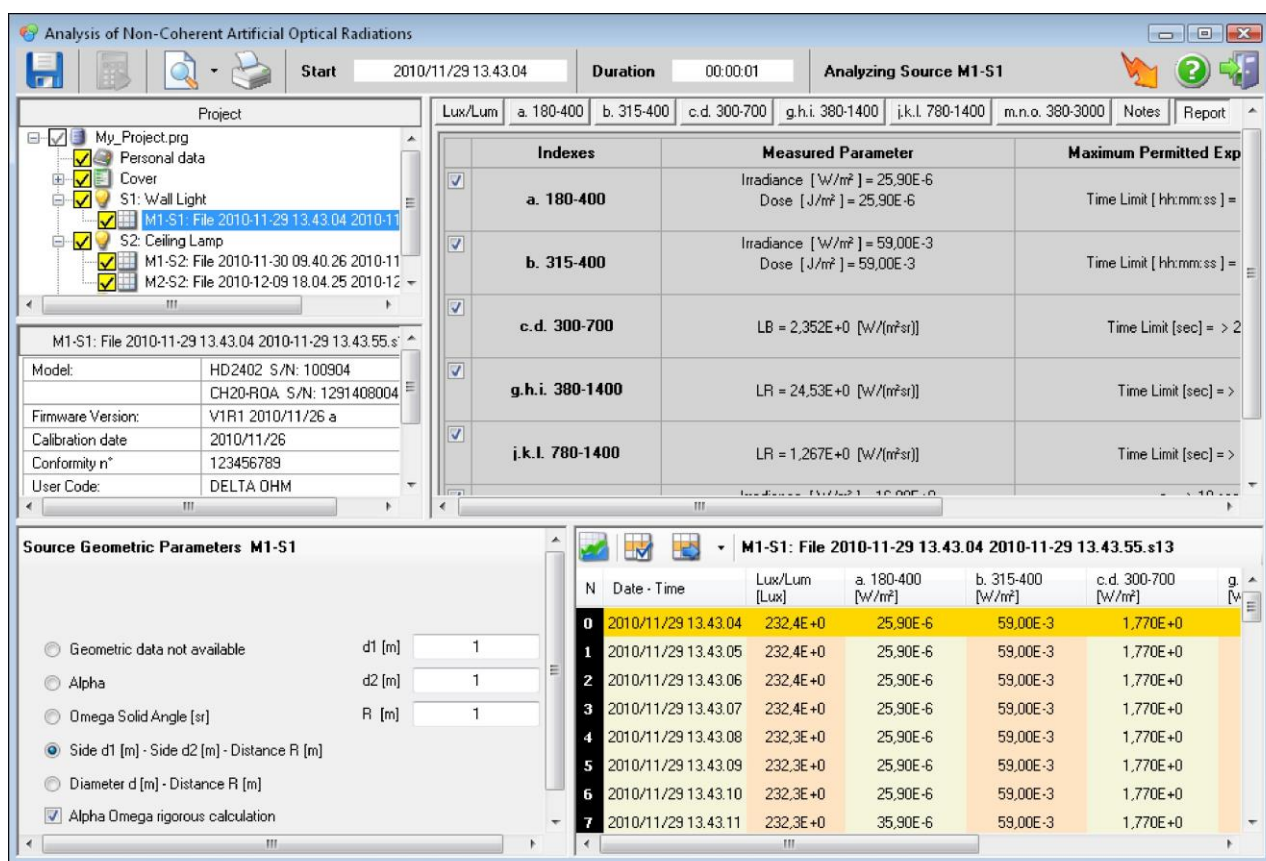 Analysis of Non-Coherent Artificial Optical Radiations
Start 2010/11/29 13.43.04 Duration 00:00:01 Analyzing Source M1-S1
Project
My_Project.prg
Personal data
Cover
S1: Wall Light
M1-S1: File 2010-11-29 13.43.04 2010-11
S2: Ceiling Lamp
M1-S2: File 2010-11-30 09.40.26 2010-11
M2-S2: File 2010-12-09 18.04.25 2010-12
Lux/Lum a. 180-400 b. 315-400 c.d. 300-700 g.h.i. 380-1400 j.k.l. 780-1400 m.n.o. 380-3000 Notes Report
Indexes Measured Parameter Maximum Permitted Exp
a. 180-400
Irradiance [ W/m² ] = 25,90E-6
Dose [ J/m² ] = 25,90E-6
Time Limit [ hh:mm:ss ] =
b. 315-400
Irradiance [ W/m² ] = 59,00E-3
Dose [ J/m² ] = 59,00E-3
Time Limit [ hh:mm:ss ] =
c.d. 300-700 LB = 2,352E+0 [W/(m²sr)] Time Limit [sec] = > 2
g.h.i. 380-1400 LR = 24,53E+0 [W/(m²sr)] Time Limit [sec] = >
j.k.l. 780-1400 LR = 1,267E+0 [W/(m²sr)] Time Limit [sec] = >
M1-S1: File 2010-11-29 13.43.04 2010-11-29 13.43.55.s
Model: HD2402 S/N: 100904
CH20-ROA S/N: 1291408004
Firmware Version: V1R1 2010/11/26 a
Calibration date 2010/11/26
Conformity n° 123456789
User Code: DELTA OHM
Source Geometric Parameters M1-S1
Geometric data not available d1 [m] 1
Alpha d2 [m] 1
Omega Solid Angle [sr] R [m] 1
Side d1 [m] - Side d2 [m] - Distance R [m]
Diameter d [m] - Distance R [m]
Alpha Omega rigorous calculation
M1-S1: File 2010-11-29 13.43.04 2010-11-29 13.43.55.s13
N Date - Time Lux/Lum [Lux] a. 180-400 [W/m²] b. 315-400 [W/m²] c.d. 300-700 [W/m²] g.
0 2010/11/29 13.43.04 232,4E+0 25,90E-6 59,00E-3 1,770E+0
1 2010/11/29 13.43.05 232,4E+0 25,90E-6 59,00E-3 1,770E+0
2 2010/11/29 13.43.06 232,4E+0 25,90E-6 59,00E-3 1,770E+0
3 2010/11/29 13.43.07 232,4E+0 25,90E-6 59,00E-3 1,770E+0
4 2010/11/29 13.43.08 232,3E+0 25,90E-6 59,00E-3 1,770E+0
5 2010/11/29 13.43.09 232,3E+0 25,90E-6 59,00E-3 1,770E+0
6 2010/11/29 13.43.10 232,3E+0 25,90E-6 59,00E-3 1,770E+0
7 2010/11/29 13.43.11 232,3E+0 35,90E-6 59,00E-3 1,770E+0